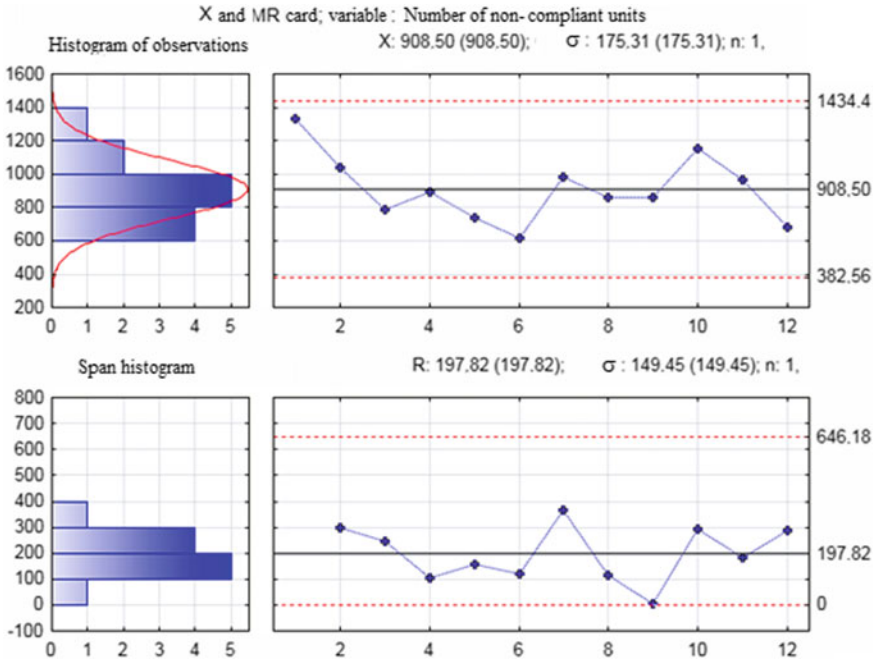 X and MR card; variable : Number of non- compliant units
Histogram of observations
X: 908.50 (908.50); σ : 175.31 (175.31); n: 1,
1600
1400
1200
1000
800
600
400
200
0 1 2 3 4 5
1434.4
908.50
382.56
2 4 6 8 10 12
Span histogram
R: 197.82 (197.82); σ : 149.45 (149.45); n: 1,
800
700
600
500
400
300
200
100
0
-100
0 1 2 3 4 5
646.18
197.82
0
2 4 6 8 10 12